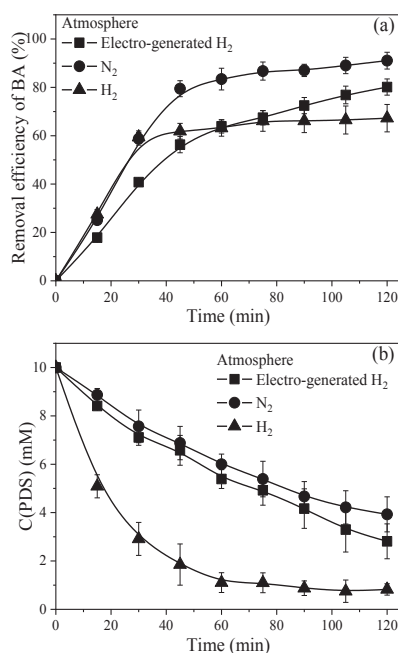 (a)
Atmosphere
Electro-generated H₂
N₂
H₂
Removal efficiency of BA (%)
100
80
60
40
20
0
0 20 40 60 80 100 120
Time (min)
(b)
Atmosphere
Electro-generated H₂
N₂
H₂
C(PDS) (mM)
10
8
6
4
2
0
0 20 40 60 80 100 120
Time (min)